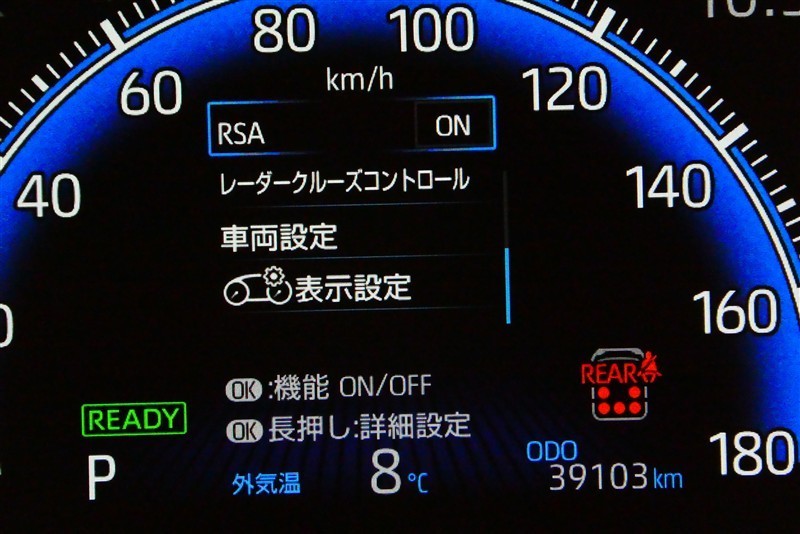 80 100
km/h
60 120
RSA ON
40 レーダークルーズコントロール 140
車両設定
表示設定
160
OK:機能 ON/OFF
REAR
READY
OK長押し:詳細設定
P 外気温 8℃ ODO 180
39103km